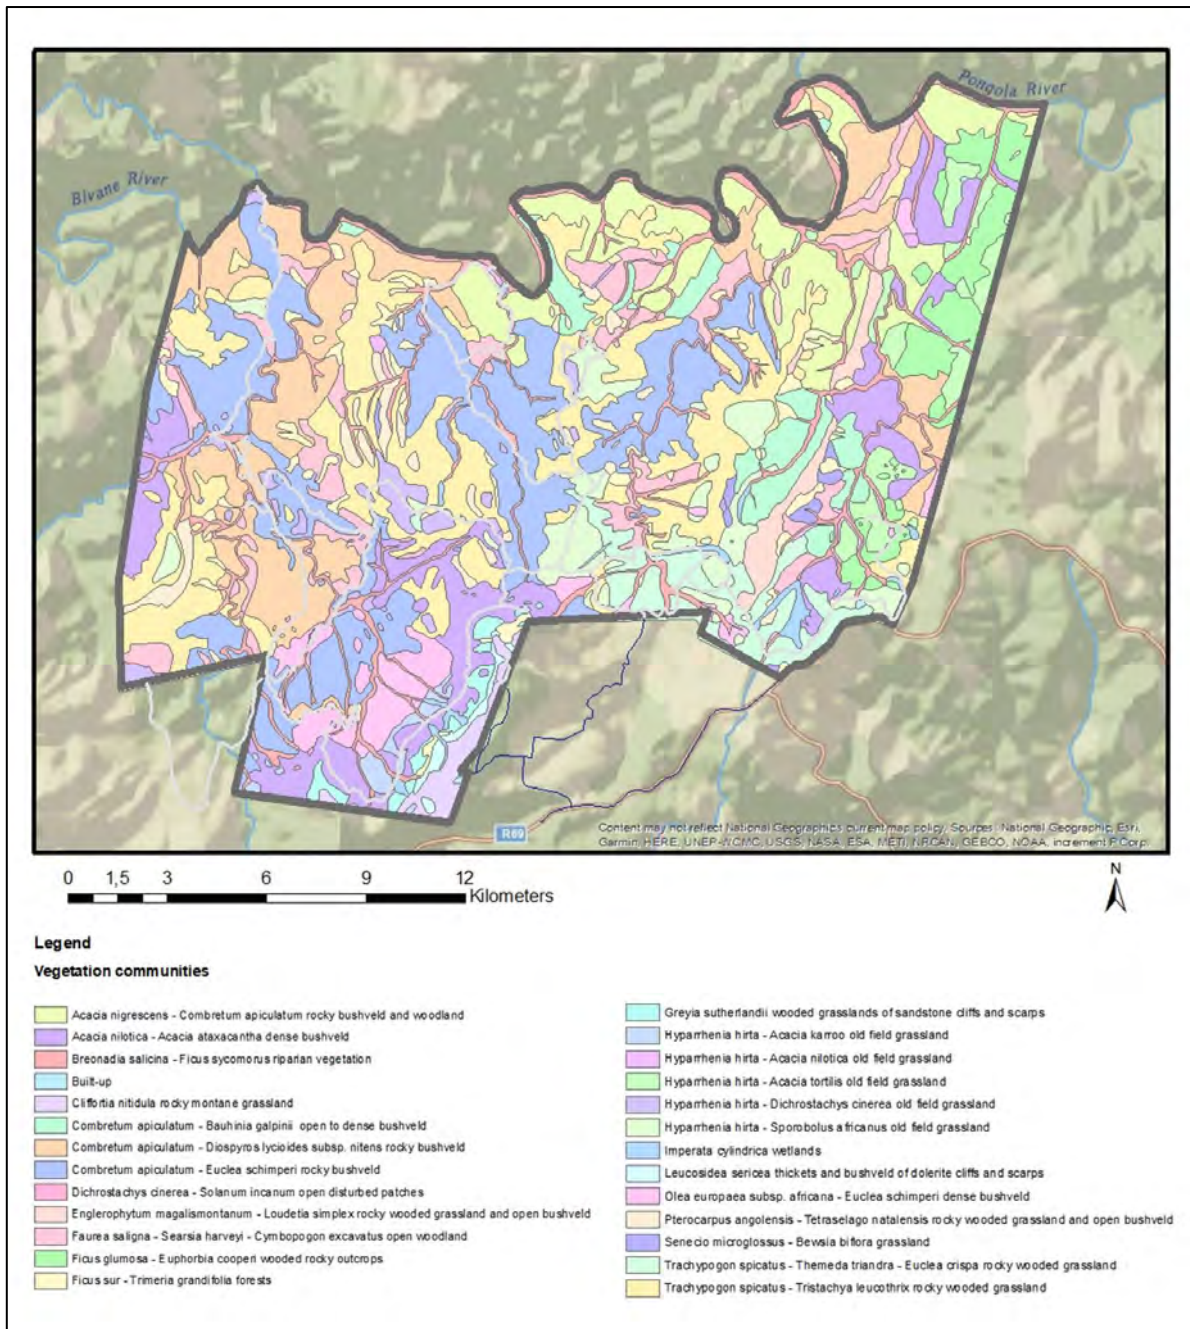 Pongola River
Bivane River
R69
Content may not reflect National Geographic's current map policy. Sources: National Geographic, Esri,
Garmin, HERE, UNEP-WCMC, USGS, NASA, ESA, METI, NRCAN, GEBCO, NOAA, increment P Corp.
0 1,5 3 6 9 12
Kilometers
N
Legend
Vegetation communities
Acacia nigrescens - Combretum apiculatum rocky bushveld and woodland
Acacia nilotica - Acacia ataxacantha dense bushveld
Breonadia salicina - Ficus sycomorus riparian vegetation
Built-up
Cliffortia nitidula rocky montane grassland
Combretum apiculatum - Bauhinia galpinii open to dense bushveld
Combretum apiculatum - Diospyros lycioides subsp. nitens rocky bushveld
Combretum apiculatum - Euclea schimperi rocky bushveld
Dichrostachys cinerea - Solanum incanum open disturbed patches
Englerophytum magalismontanum - Loudetia simplex rocky wooded grassland and open bushveld
Faurea saligna - Searsia harveyi - Cymbopogon excavatus open woodland
Ficus glumosa - Euphorbia cooperi wooded rocky outcrops
Ficus sur - Trimeria grandifolia forests
Greyia sutherlandii wooded grasslands of sandstone cliffs and scarps
Hyparrhenia hirta - Acacia karroo old field grassland
Hyparrhenia hirta - Acacia nilotica old field grassland
Hyparrhenia hirta - Acacia tortilis old field grassland
Hyparrhenia hirta - Dichrostachys cinerea old field grassland
Hyparrhenia hirta - Sporobolus africanus old field grassland
Imperata cylindrica wetlands
Leucosidea sericea thickets and bushveld of dolerite cliffs and scarps
Olea europaea subsp. africana - Euclea schimperi dense bushveld
Pterocarpus angolensis - Tetraselago natalensis rocky wooded grassland and open bushveld
Senecio microglossus - Bewsia biflora grassland
Trachypogon spicatus - Themeda triandra - Euclea crispa rocky wooded grassland
Trachypogon spicatus - Tristachya leucothrix rocky wooded grassland